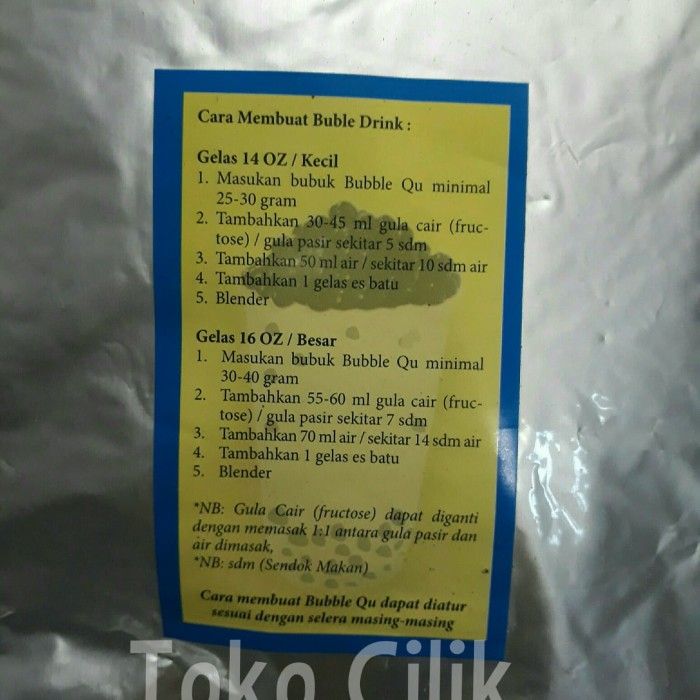 Cara Membuat Buble Drink :
Gelas 14 OZ / Kecil
1. Masukan bubuk Bubble Qu minimal
25-30 gram
2. Tambahkan 30-45 ml gula cair (fruc-
tose) / gula pasir sekitar 5 sdm
3. Tambahkan 50 ml air / sekitar 10 sdm air
4. Tambahkan 1 gelas es batu
5. Blender
Gelas 16 OZ / Besar
1. Masukan bubuk Bubble Qu minimal
30-40 gram
2. Tambahkan 55-60 ml gula cair (fruc-
tose) / gula pasir sekitar 7 sdm
3. Tambahkan 70 ml air / sekitar 14 sdm air
4. Tambahkan 1 gelas es batu
5. Blender
*NB: Gula Cair (fructose) dapat diganti
dengan memasak 1:1 antara gula pasir dan
air dimasak,
*NB: sdm (Sendok Makan)
Cara membuat Bubble Qu dapat diatur
sesuai dengan selera masing-masing
Toko Cilik